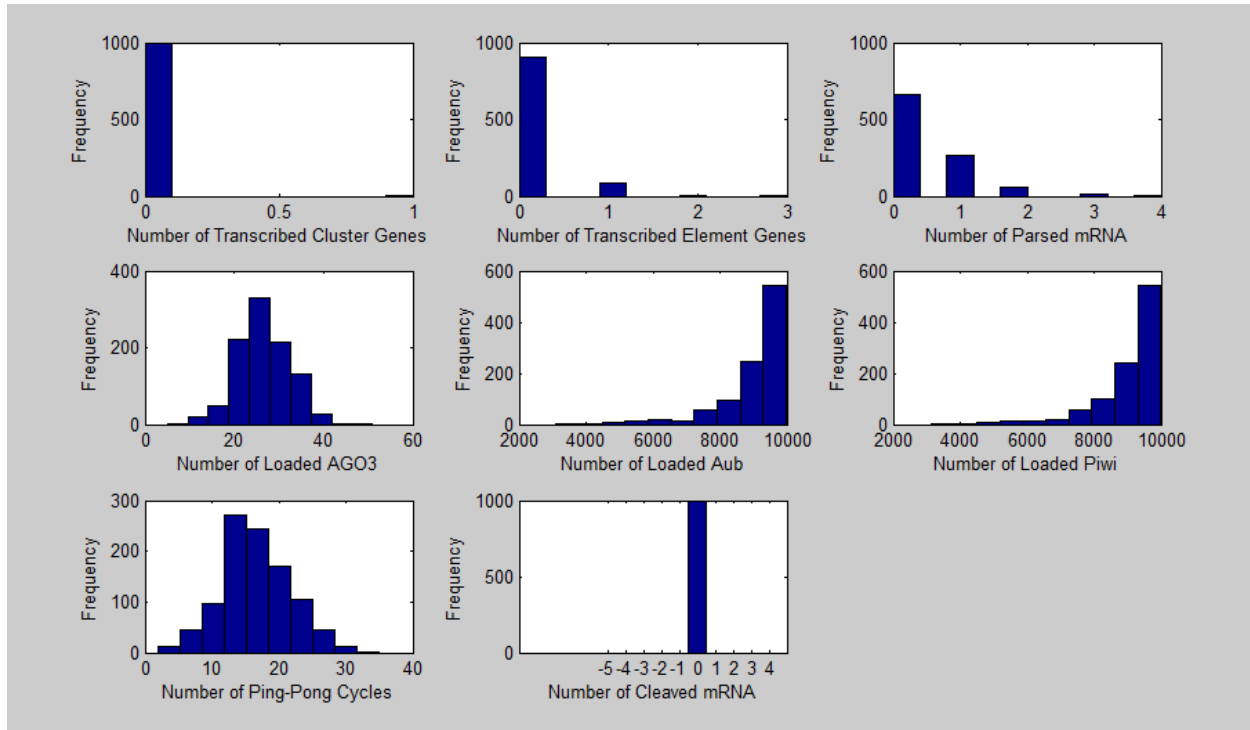 1000
500
0
Frequency
0 0.5 1
Number of Transcribed Cluster Genes
1000
500
0
Frequency
0 1 2 3
Number of Transcribed Element Genes
1000
500
0
Frequency
0 1 2 3 4
Number of Parsed mRNA
400
200
0
Frequency
0 20 40 60
Number of Loaded AGO3
600
400
200
0
Frequency
2000 4000 6000 8000 10000
Number of Loaded Aub
600
400
200
0
Frequency
2000 4000 6000 8000 10000
Number of Loaded Piwi
300
200
100
0
Frequency
0 10 20 30 40
Number of Ping-Pong Cycles
1000
500
0
Frequency
-5 -4 -3 -2 -1 0 1 2 3 4
Number of Cleaved mRNA